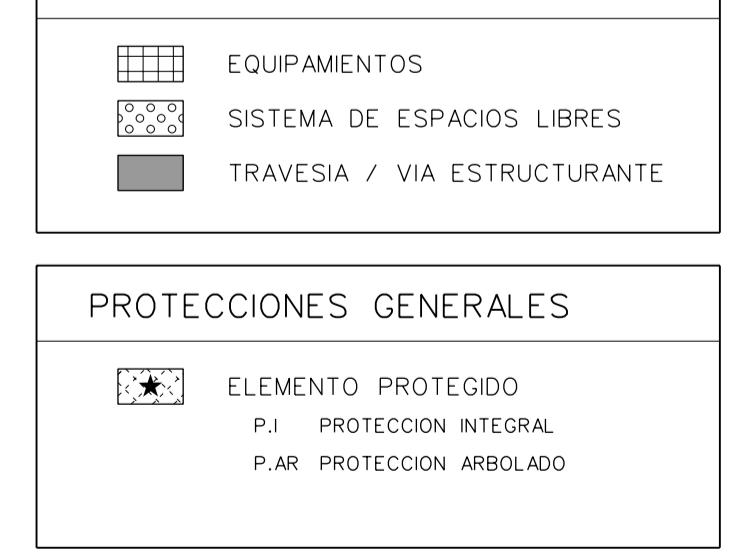 EQUIPAMIENTOS
SISTEMA DE ESPACIOS LIBRES
TRAVESIA / VIA ESTRUCTURANTE
PROTECCIONES GENERALES
ELEMENTO PROTEGIDO
P.I PROTECCION INTEGRAL
P.AR PROTECCION ARBOLADO